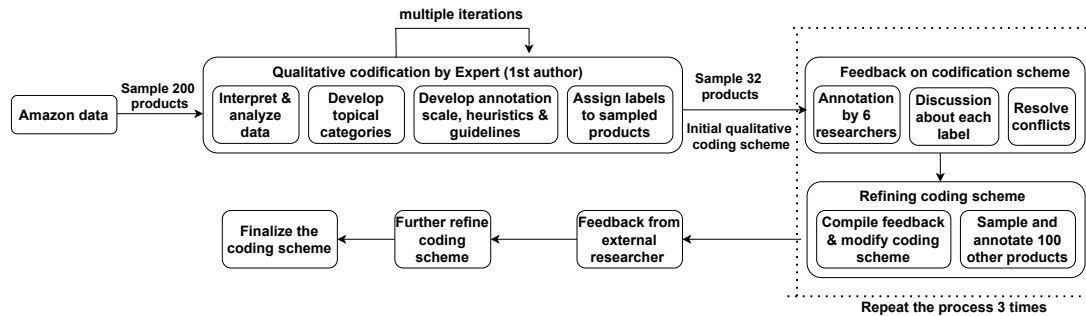 multiple iterations
Amazon data
Sample 200
products
Qualitative codification by Expert (1st author)
Interpret &
analyze
data
Develop
topical
categories
Develop annotation
scale, heuristics &
guidelines
Assign labels
to sampled
products
Sample 32
products
Initial qualitative
coding scheme
Feedback on codification scheme
Annotation
by 6
researchers
Discussion
about each
label
Resolve
conflicts
Refining coding scheme
Compile feedback
& modify coding
scheme
Sample and
annotate 100
other products
Feedback from
external
researcher
Further refine
coding
scheme
Finalize the
coding scheme
Repeat the process 3 times